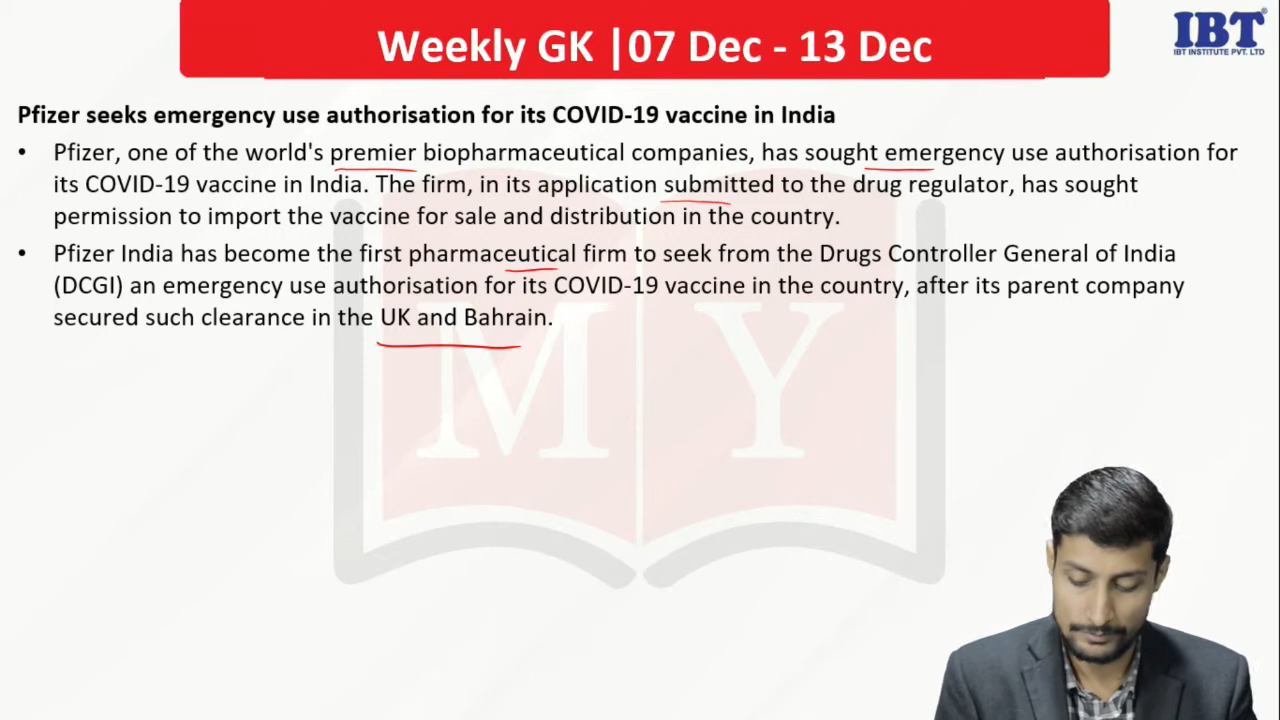 Weekly GK |07 Dec - 13 Dec
IBT®
IBT INSTITUTE PVT. LTD
Pfizer seeks emergency use authorisation for its COVID-19 vaccine in India
• Pfizer, one of the world's premier biopharmaceutical companies, has sought emergency use authorisation for
its COVID-19 vaccine in India. The firm, in its application submitted to the drug regulator, has sought
permission to import the vaccine for sale and distribution in the country.
• Pfizer India has become the first pharmaceutical firm to seek from the Drugs Controller General of India
(DCGI) an emergency use authorisation for its COVID-19 vaccine in the country, after its parent company
secured such clearance in the UK and Bahrain.
M Y